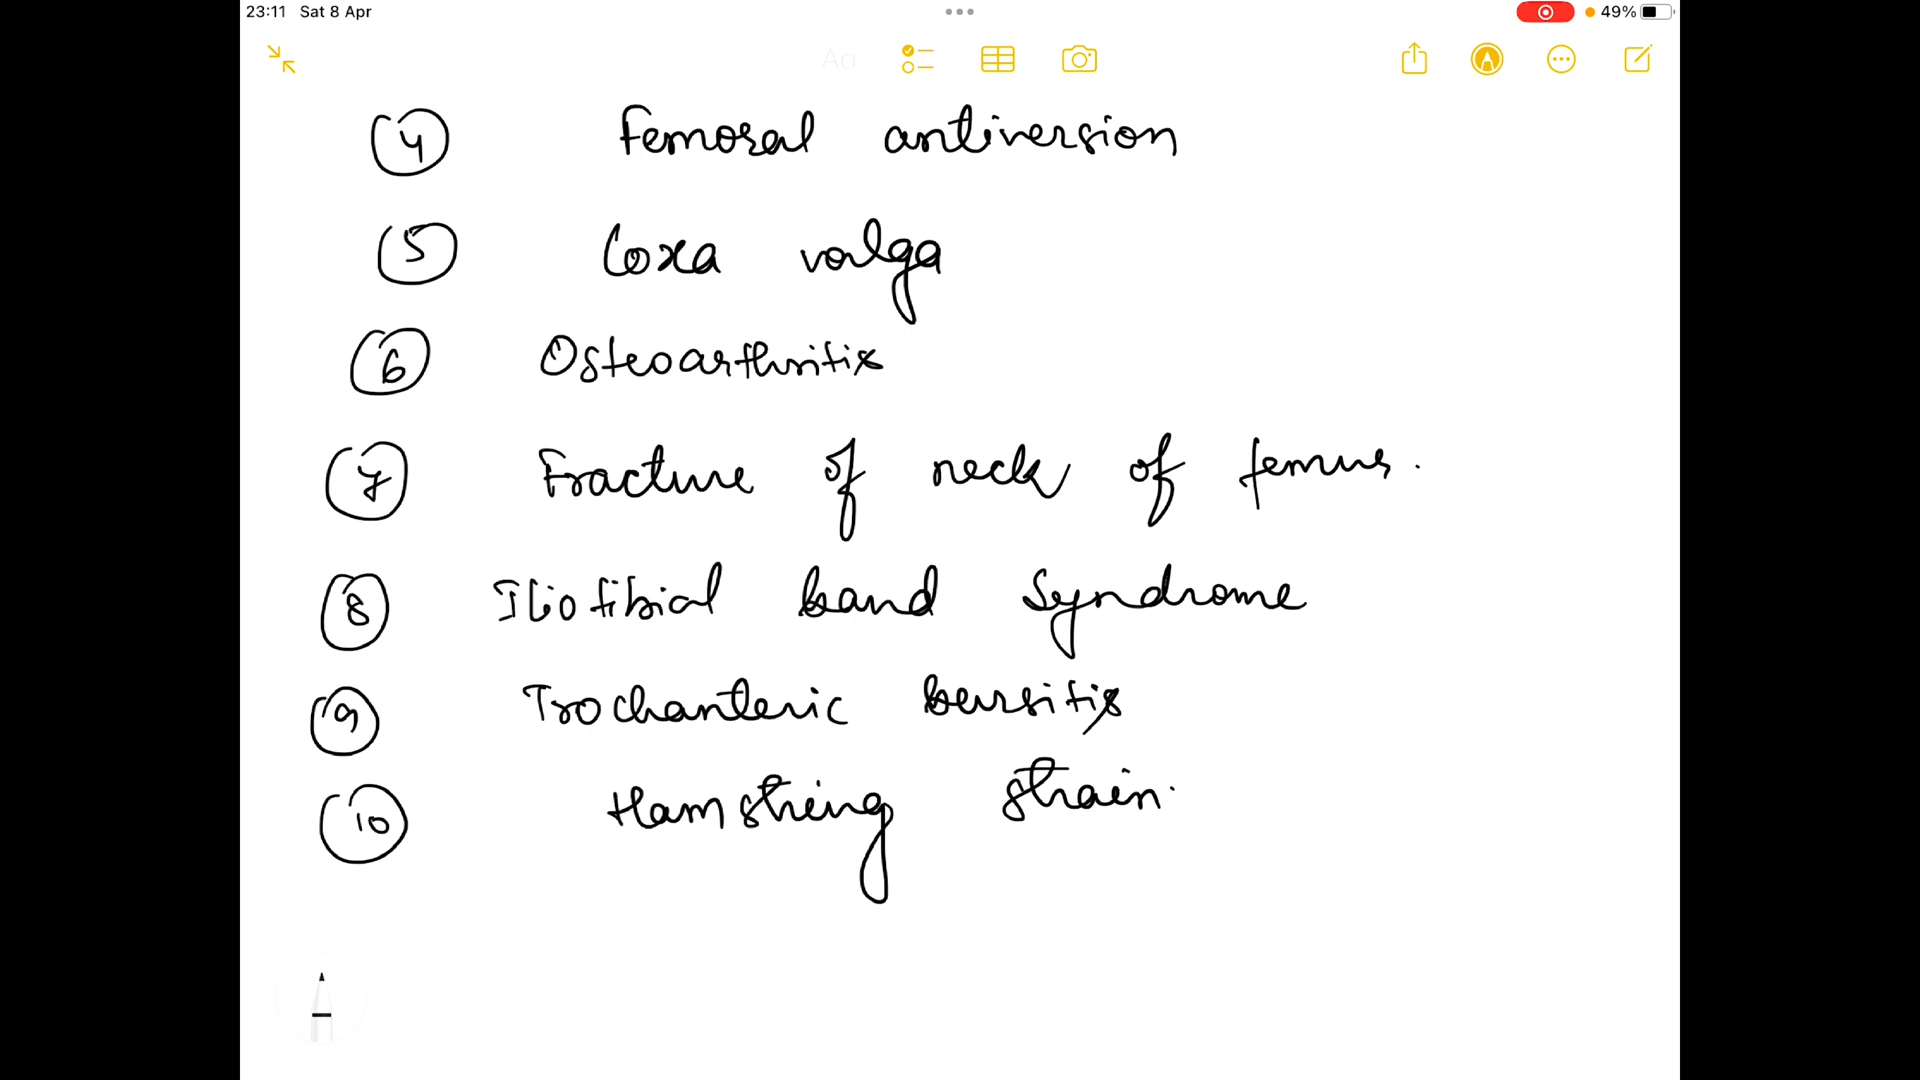 23:11 Sat 8 Apr 49%
Aa
4 Femoral antiversion
5 Coxa valga
6 Osteoarthritis
7 Fracture of neck of femur.
8 Iliotibial band Syndrome
9 Trochanteric bursitis
10 Hamstring strain.